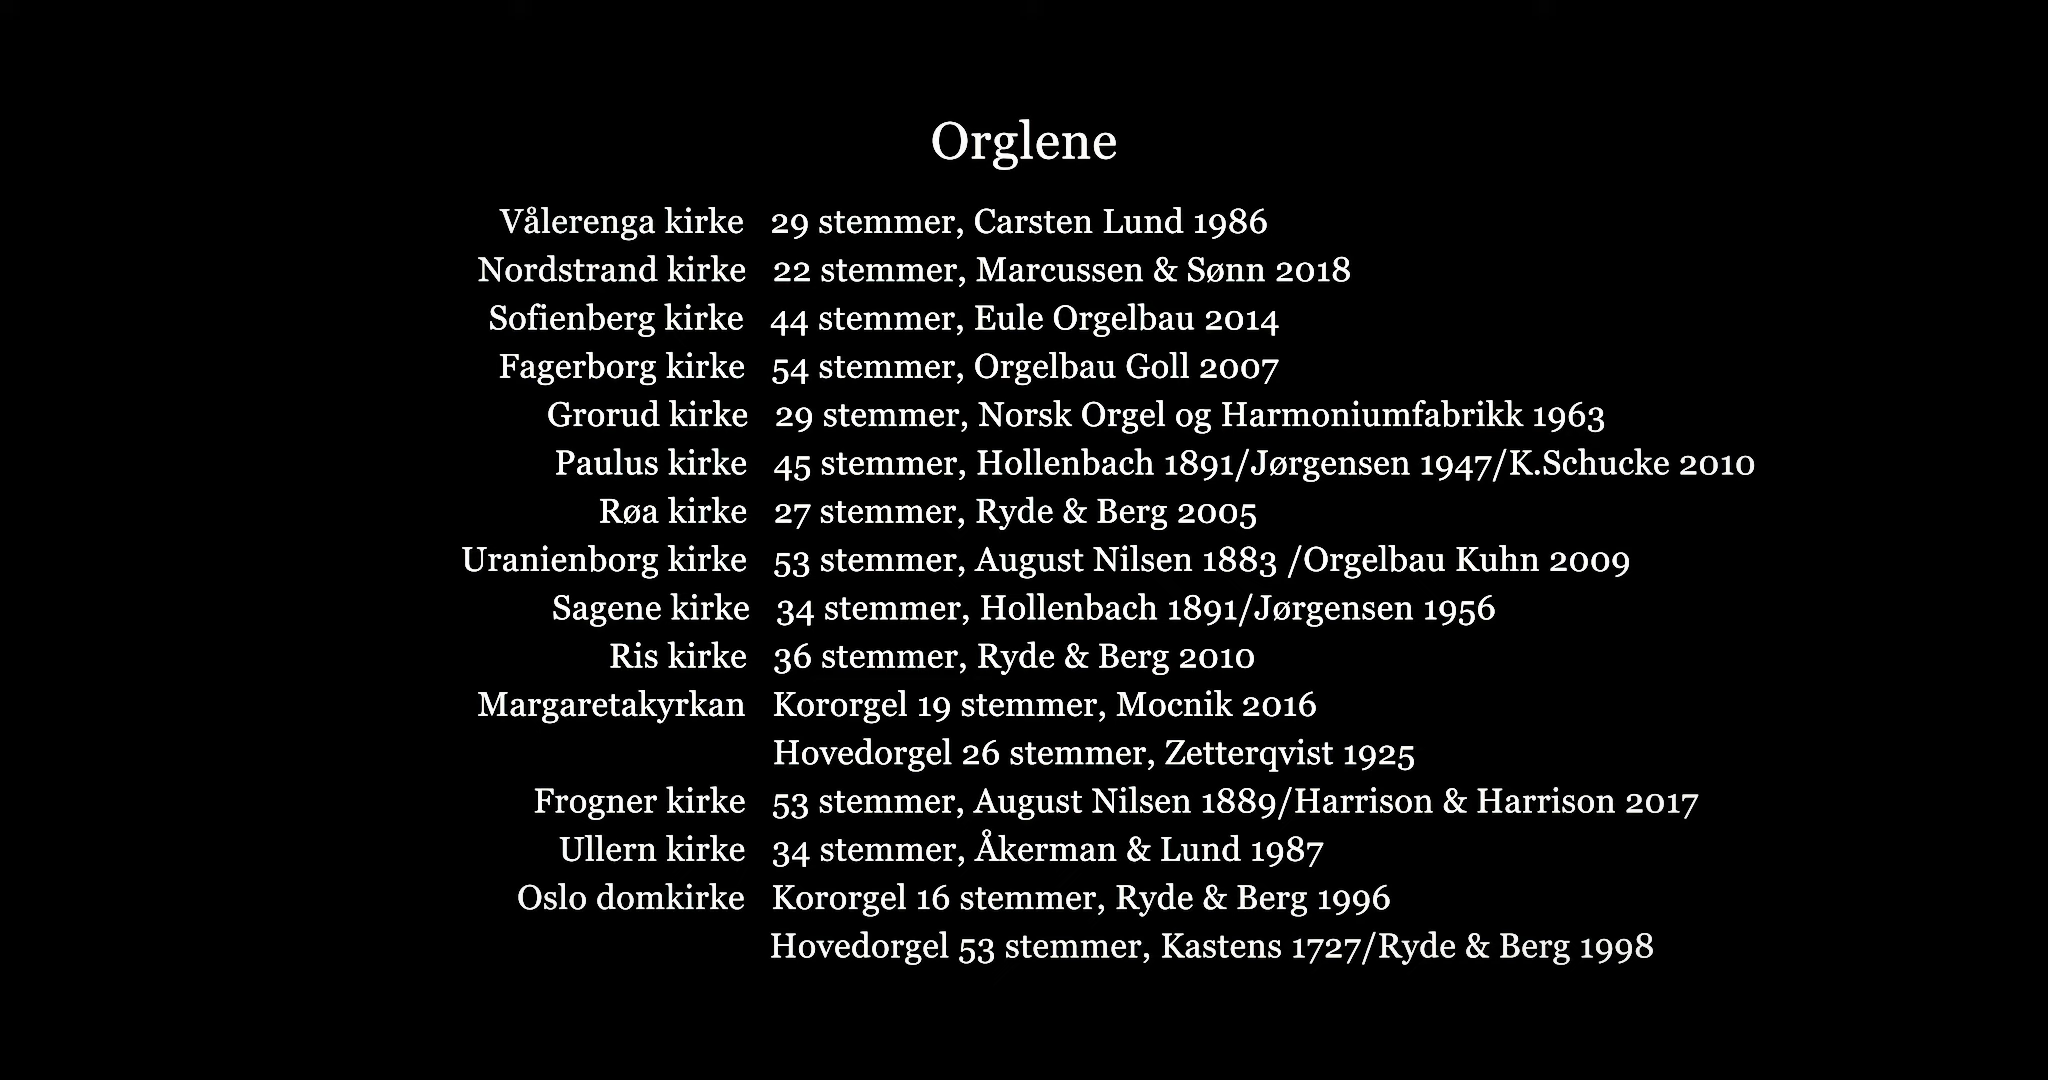 Orglene
Vålerenga kirke 29 stemmer, Carsten Lund 1986
Nordstrand kirke 22 stemmer, Marcussen & Sønn 2018
Sofienberg kirke 44 stemmer, Eule Orgelbau 2014
Fagerborg kirke 54 stemmer, Orgelbau Goll 2007
Grorud kirke 29 stemmer, Norsk Orgel og Harmoniumfabrikk 1963
Paulus kirke 45 stemmer, Hollenbach 1891/Jørgensen 1947/K.Schucke 2010
Røa kirke 27 stemmer, Ryde & Berg 2005
Uranienborg kirke 53 stemmer, August Nilsen 1883 /Orgelbau Kuhn 2009
Sagene kirke 34 stemmer, Hollenbach 1891/Jørgensen 1956
Ris kirke 36 stemmer, Ryde & Berg 2010
Margaretakyrkan Kororgel 19 stemmer, Mocnik 2016
Hovedorgel 26 stemmer, Zetterqvist 1925
Frogner kirke 53 stemmer, August Nilsen 1889/Harrison & Harrison 2017
Ullern kirke 34 stemmer, Åkerman & Lund 1987
Oslo domkirke Kororgel 16 stemmer, Ryde & Berg 1996
Hovedorgel 53 stemmer, Kastens 1727/Ryde & Berg 1998